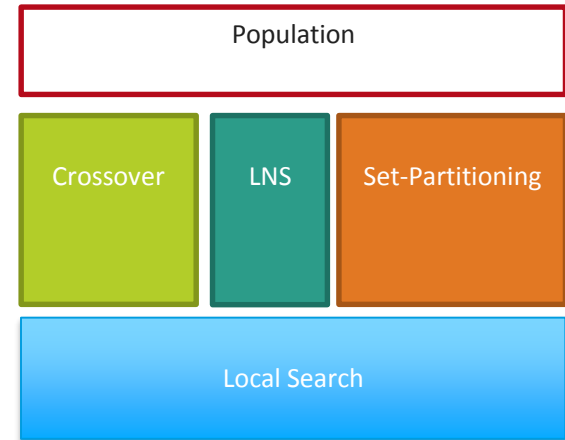 Population
Crossover
LNS
Set-Partitioning
Local Search